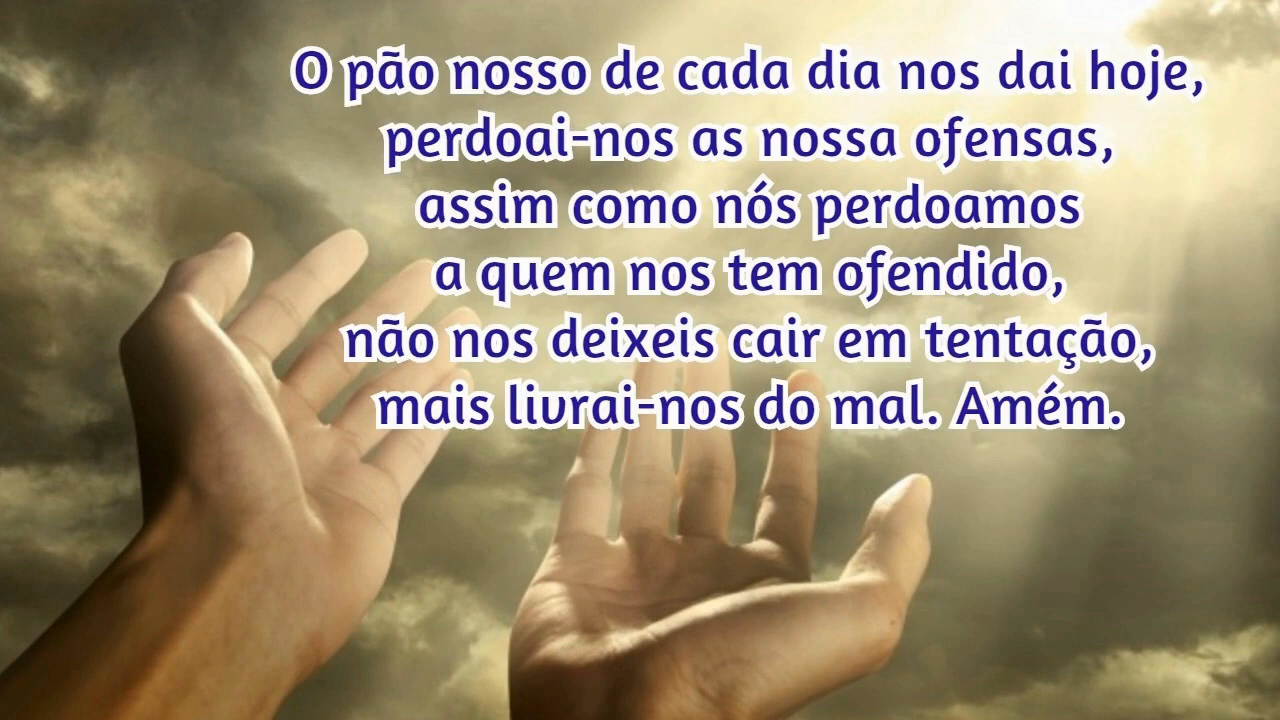 O pão nosso de cada dia nos dai hoje,
perdoai-nos as nossa ofensas,
assim como nós perdoamos
a quem nos tem ofendido,
não nos deixeis cair em tentação,
mais livrai-nos do mal. Amém.